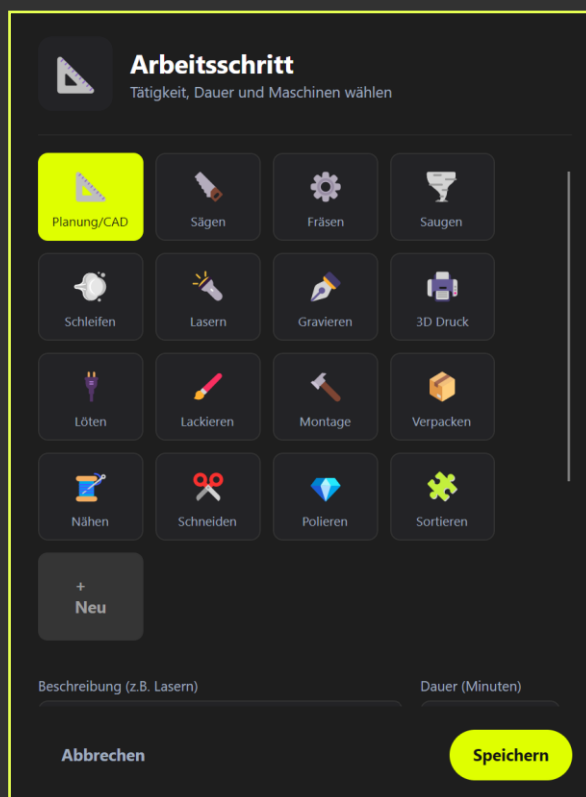 Arbeitsschritt
Tätigkeit, Dauer und Maschinen wählen
Planung/CAD
Sägen
Fräsen
Saugen
Schleifen
Lasern
Gravieren
3D Druck
Löten
Lackieren
Montage
Verpacken
Nähen
Schneiden
Polieren
Sortieren
+
Neu
Beschreibung (z.B. Lasern)
Dauer (Minuten)
Abbrechen
Speichern